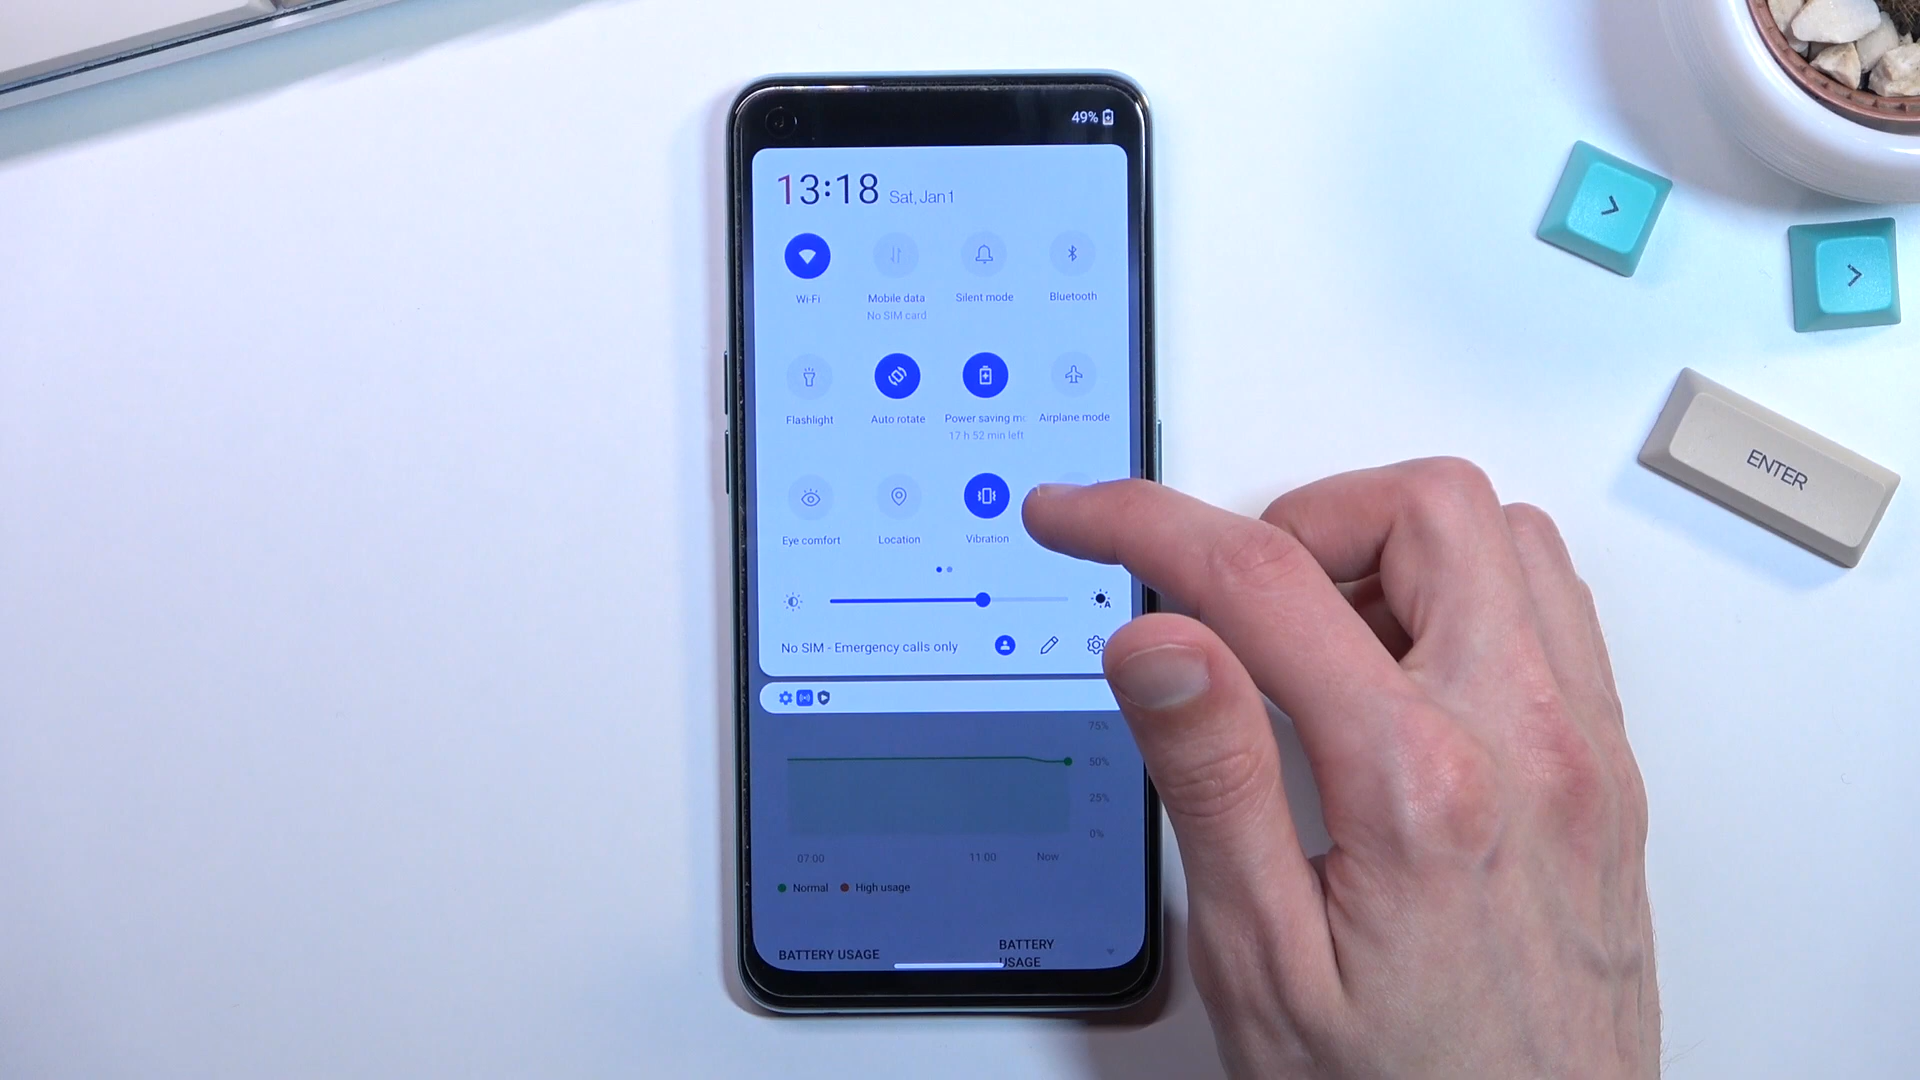 49%
13:18 Sat, Jan 1
Wi-Fi
Mobile data
No SIM card
Silent mode
Bluetooth
Flashlight
Auto rotate
Power saving mo
17 h 52 min left
Airplane mode
Eye comfort
Location
Vibration
A
No SIM - Emergency calls only
75%
50%
25%
0%
07:00 11:00 Now
Normal High usage
BATTERY USAGE
BATTERY
USAGE
ENTER